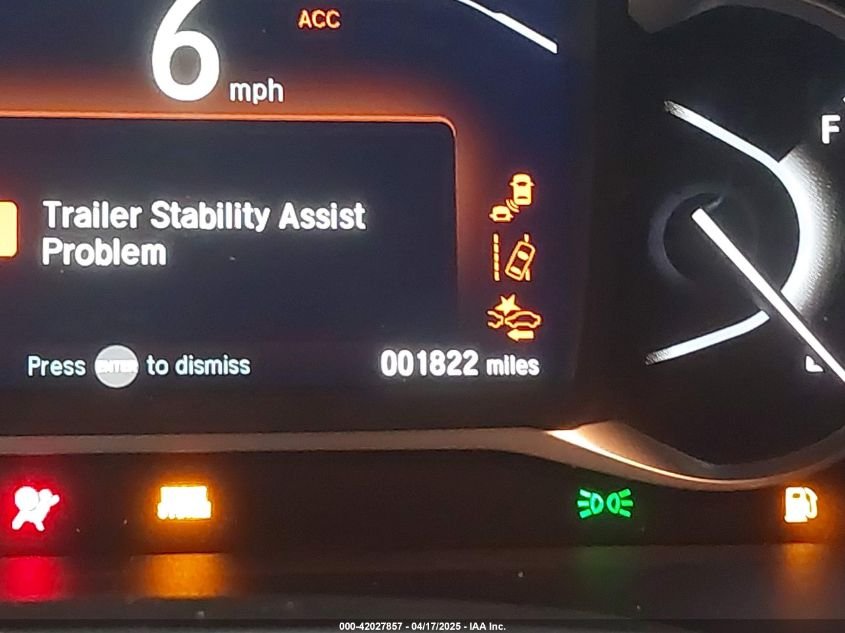 ACC
6 mph
F
Trailer Stability Assist
Problem
Press ENTER to dismiss
001822 miles
000-42027857 - 04/17/2025 - IAA Inc.